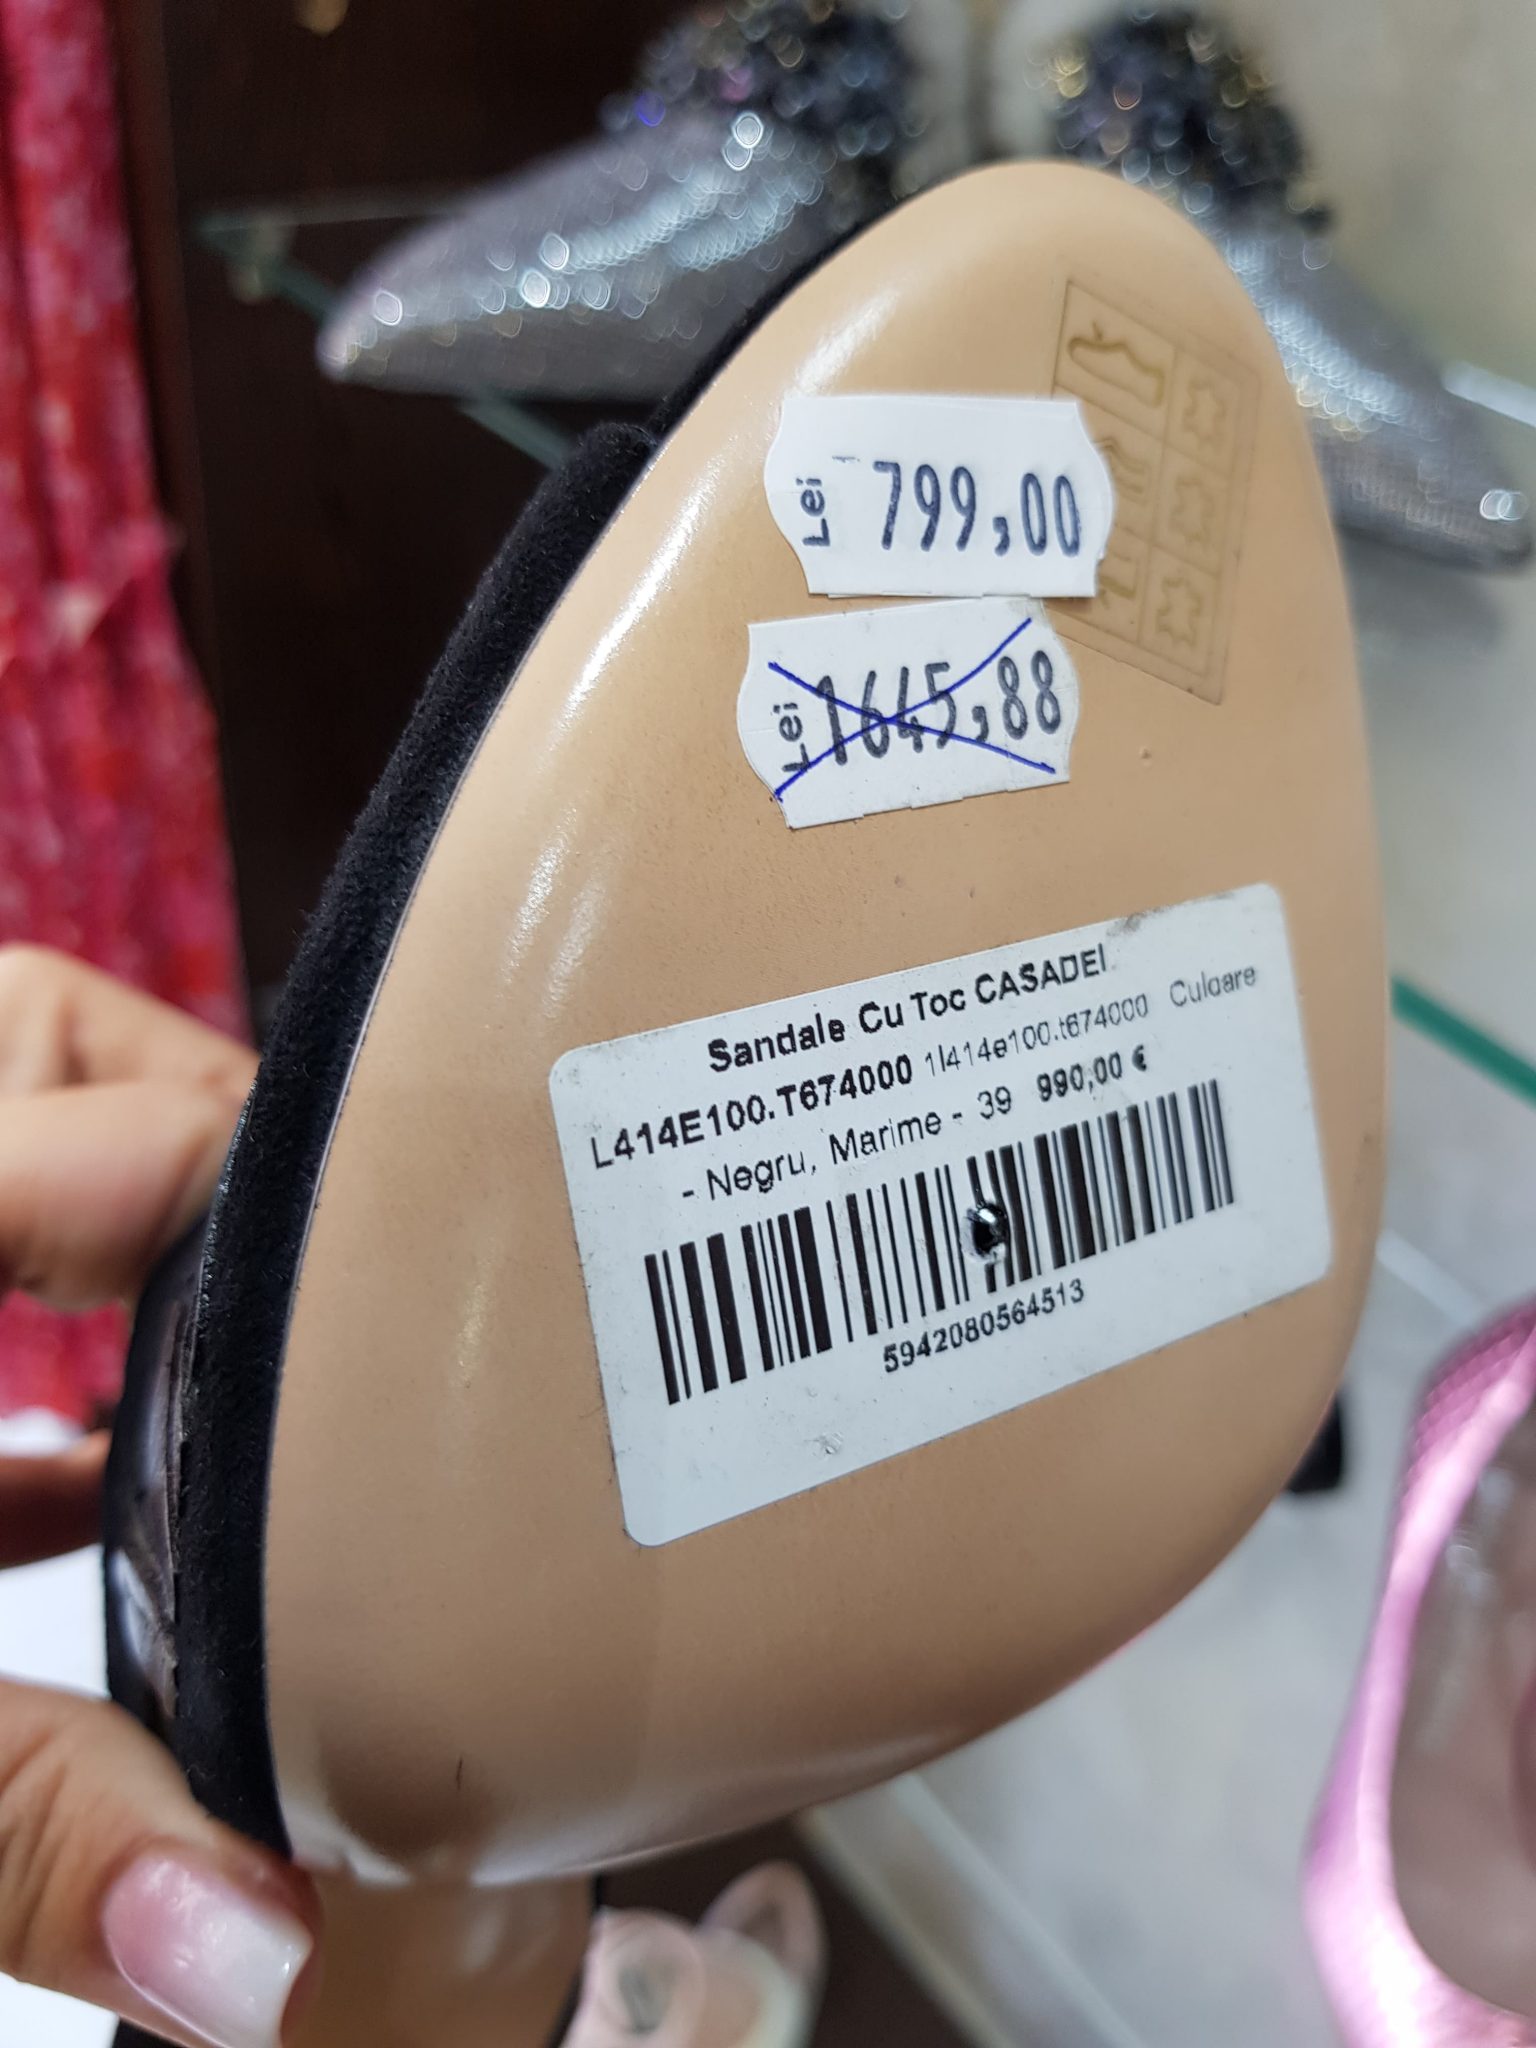 Lei 799,00
Lei 1645,88
Sandale Cu Toc CASADEI
L414E100.T674000 1l414e100.t674000 Culoare
- Negru, Marime - 39 990,00 €
5942080564513